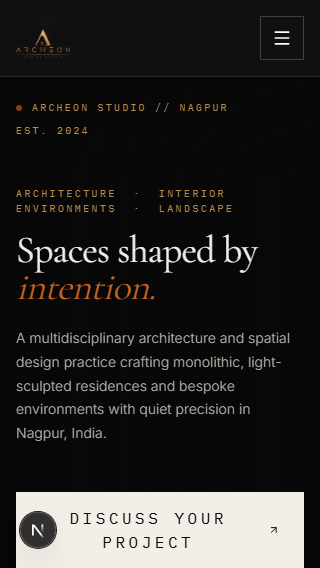 ARCHEON
ARCHEON STUDIO // NAGPUR
EST. 2024
ARCHITECTURE · INTERIOR
ENVIRONMENTS · LANDSCAPE
Spaces shaped by
intention.
A multidisciplinary architecture and spatial
design practice crafting monolithic, light-
sculpted residences and bespoke
environments with quiet precision in
Nagpur, India.
N
DISCUSS YOUR
PROJECT